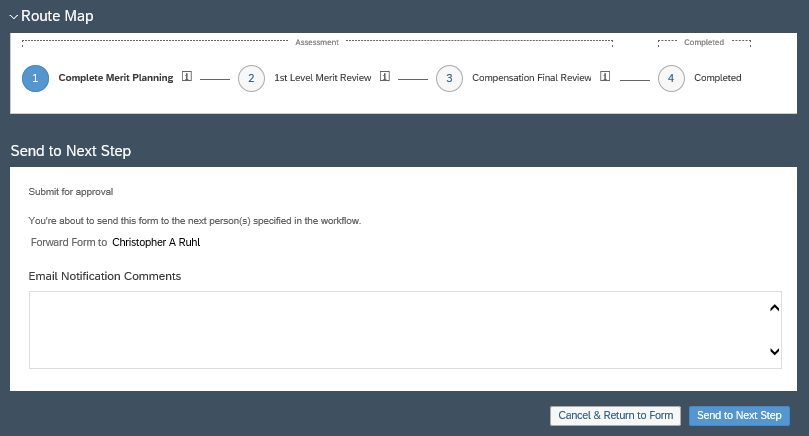 Route Map
Assessment Completed
1 Complete Merit Planning 2 1st Level Merit Review 3 Compensation Final Review 4 Completed
Send to Next Step
Submit for approval
You're about to send this form to the next person(s) specified in the workflow.
Forward Form to Christopher A Ruhl
Email Notification Comments
Cancel & Return to Form Send to Next Step